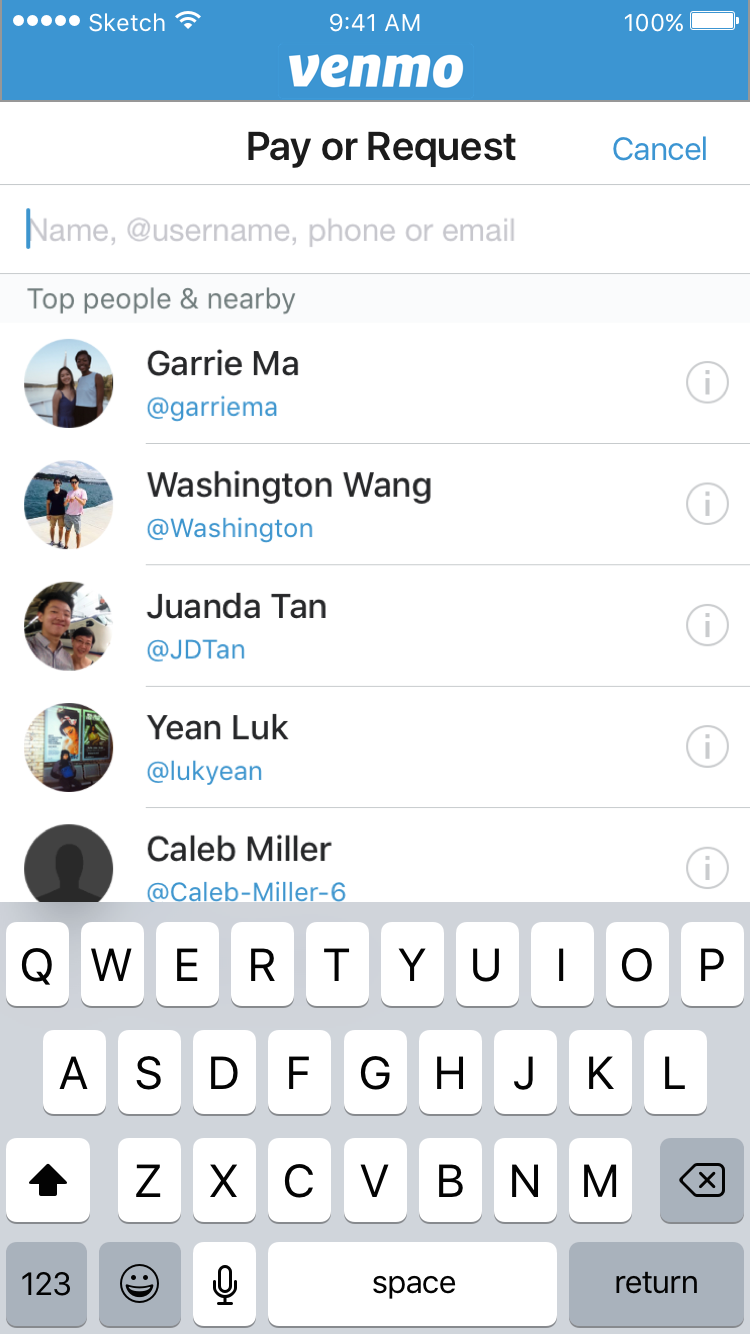 Sketch 9:41 AM 100%
venmo
Pay or Request Cancel
Name, @username, phone or email
Top people & nearby
Garrie Ma
@garriema
Washington Wang
@Washington
Juanda Tan
@JDTan
Yean Luk
@lukyean
Caleb Miller
@Caleb-Miller-6
Q W E R T Y U I O P
A S D F G H J K L
Z X C V B N M
123 space return